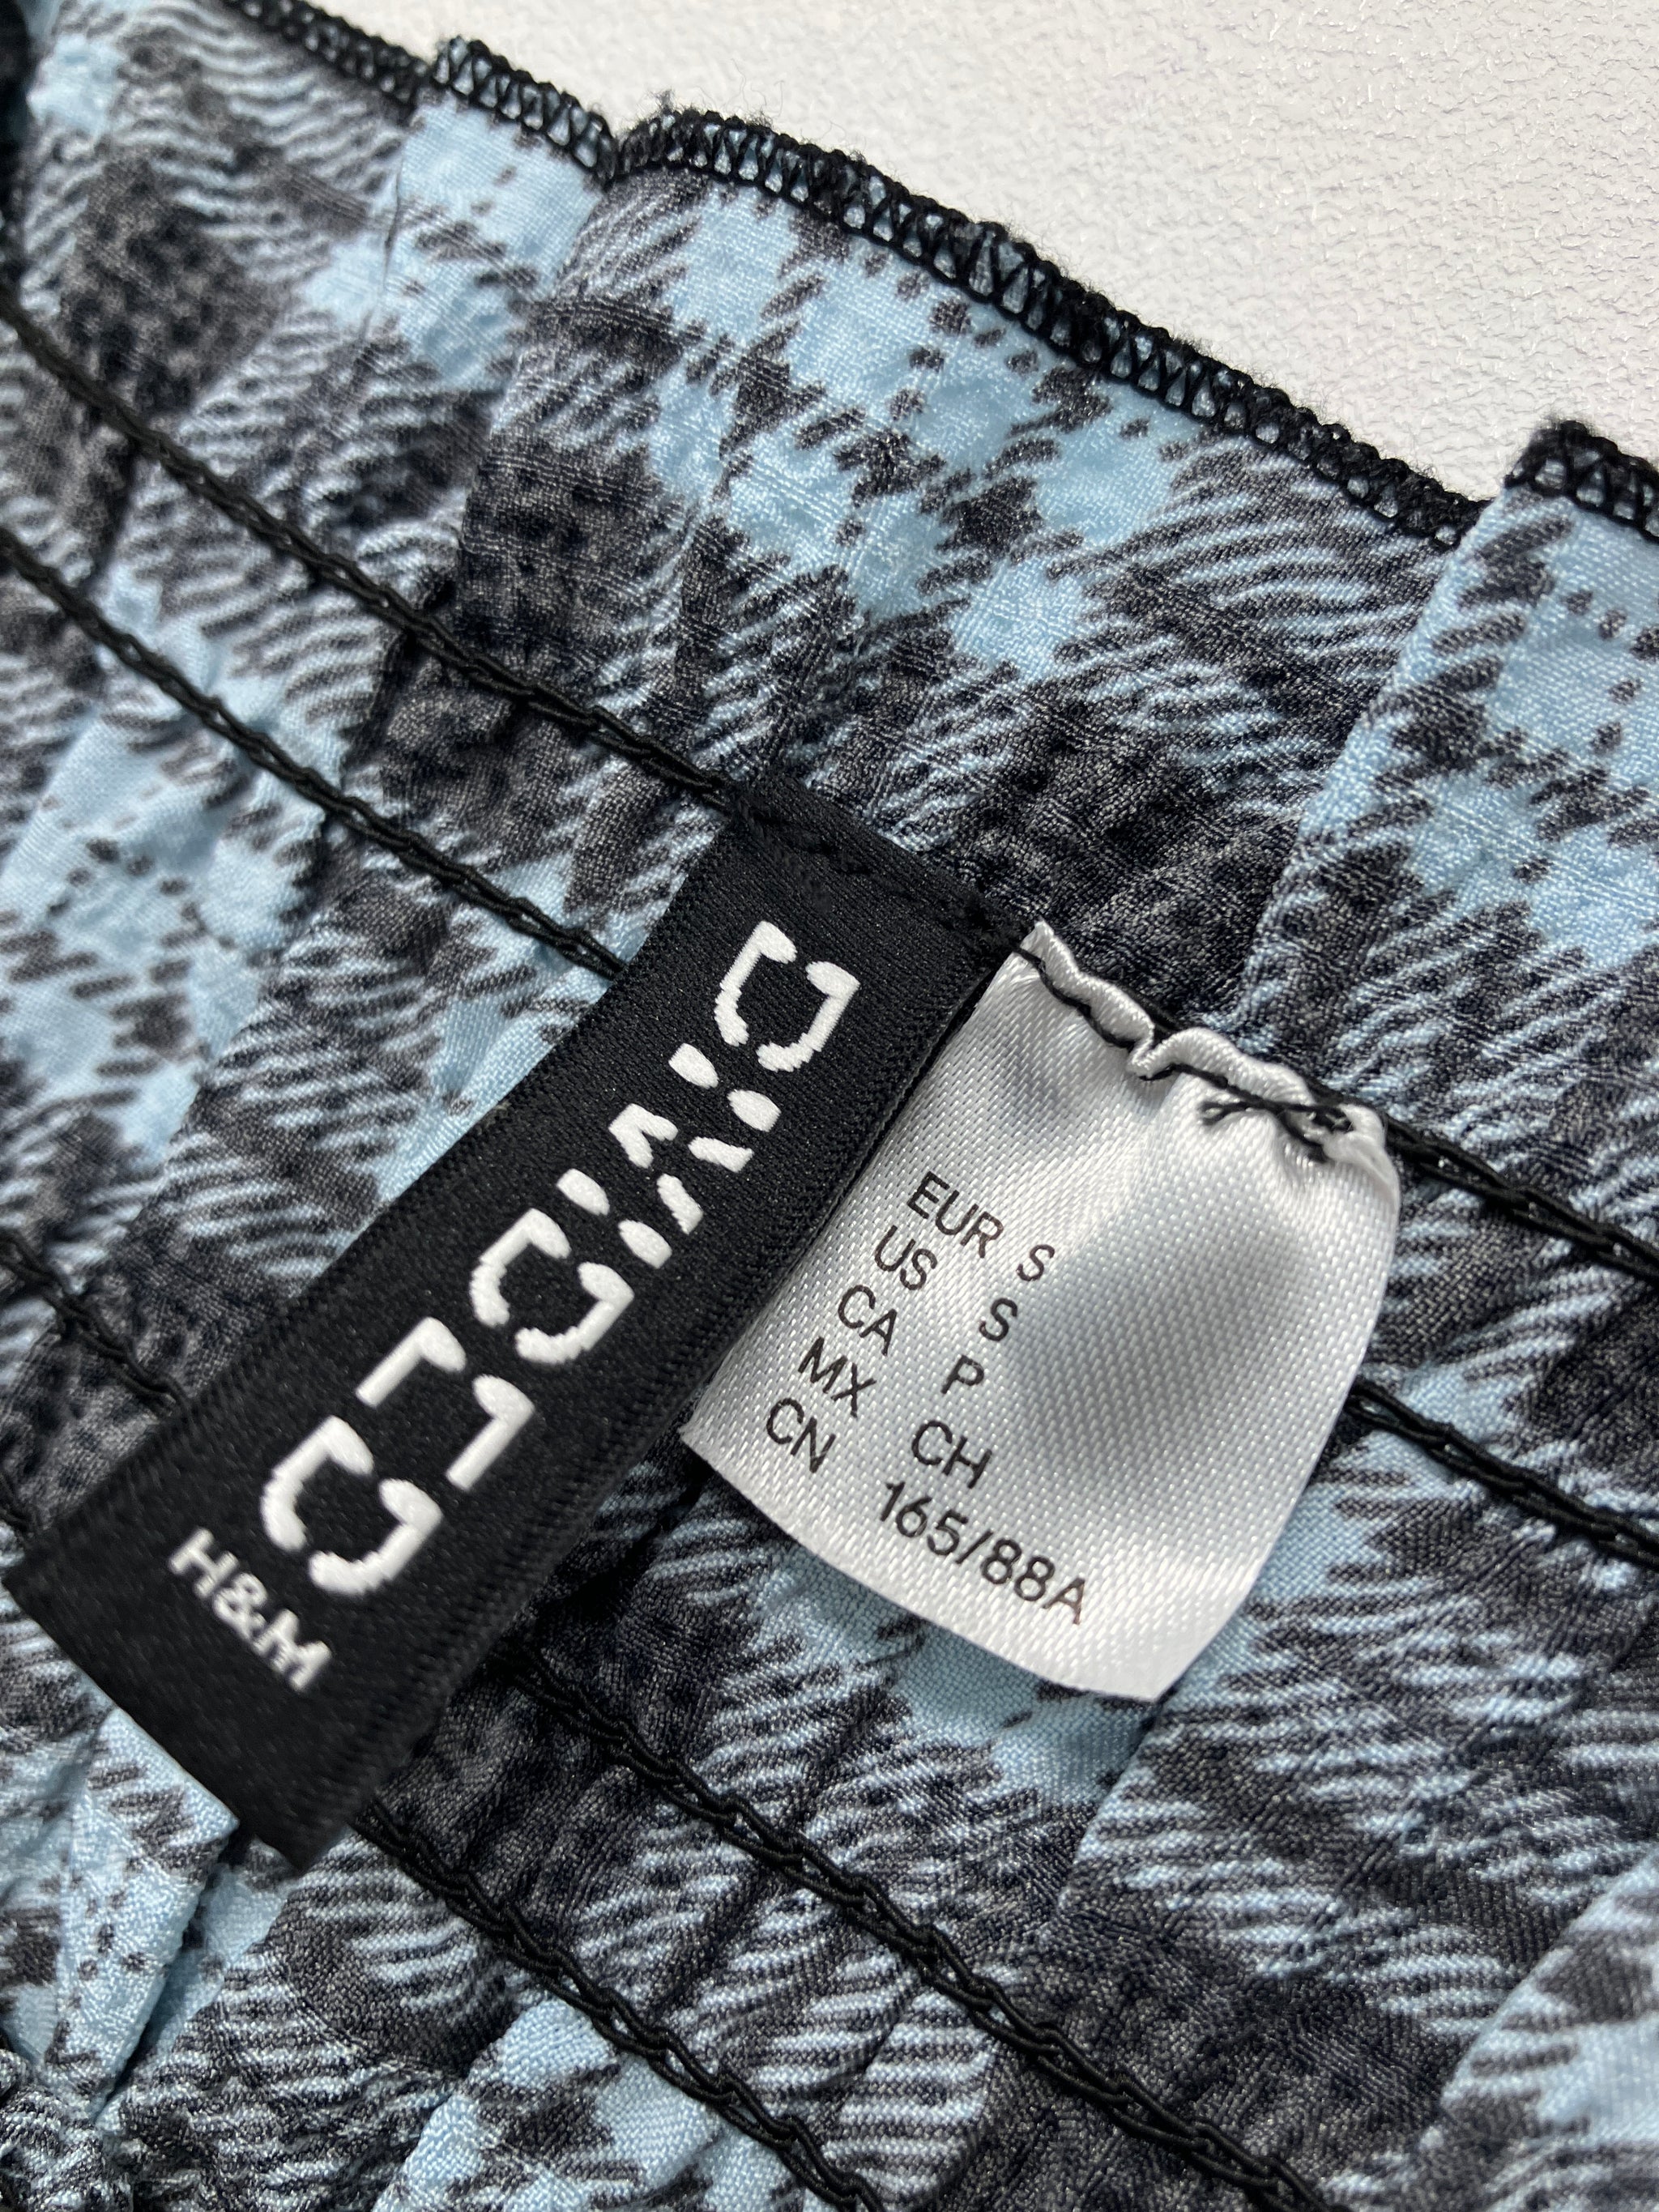 DIVIDED
H&M
EUR S
US S
CA P
MX CH
CN 165/88A